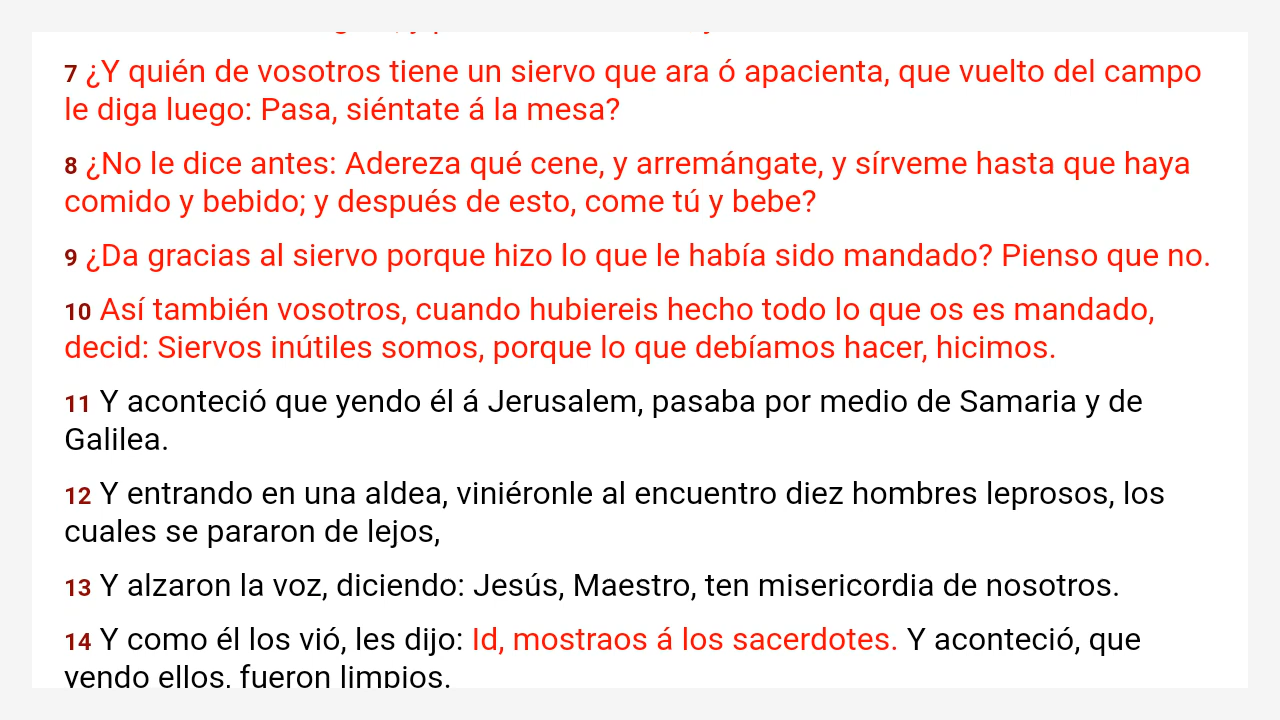 7 ¿Y quién de vosotros tiene un siervo que ara ó apacienta, que vuelto del campo
le diga luego: Pasa, siéntate á la mesa?
8 ¿No le dice antes: Adereza qué cene, y arremángate, y sírveme hasta que haya
comido y bebido; y después de esto, come tú y bebe?
9 ¿Da gracias al siervo porque hizo lo que le había sido mandado? Pienso que no.
10 Así también vosotros, cuando hubiereis hecho todo lo que os es mandado,
decid: Siervos inútiles somos, porque lo que debíamos hacer, hicimos.
11 Y aconteció que yendo él á Jerusalem, pasaba por medio de Samaria y de
Galilea.
12 Y entrando en una aldea, viniéronle al encuentro diez hombres leprosos, los
cuales se pararon de lejos,
13 Y alzaron la voz, diciendo: Jesús, Maestro, ten misericordia de nosotros.
14 Y como él los vió, les dijo: Id, mostraos á los sacerdotes. Y aconteció, que
yendo ellos, fueron limpios.